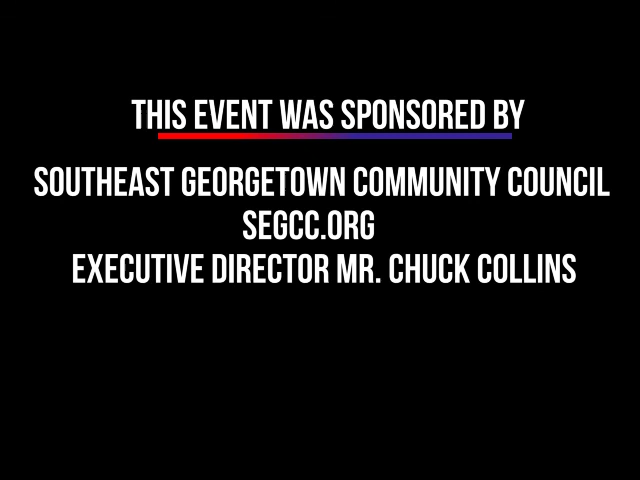 THIS EVENT WAS SPONSORED BY
SOUTHEAST GEORGETOWN COMMUNITY COUNCIL
SEGCC.ORG
EXECUTIVE DIRECTOR MR. CHUCK COLLINS